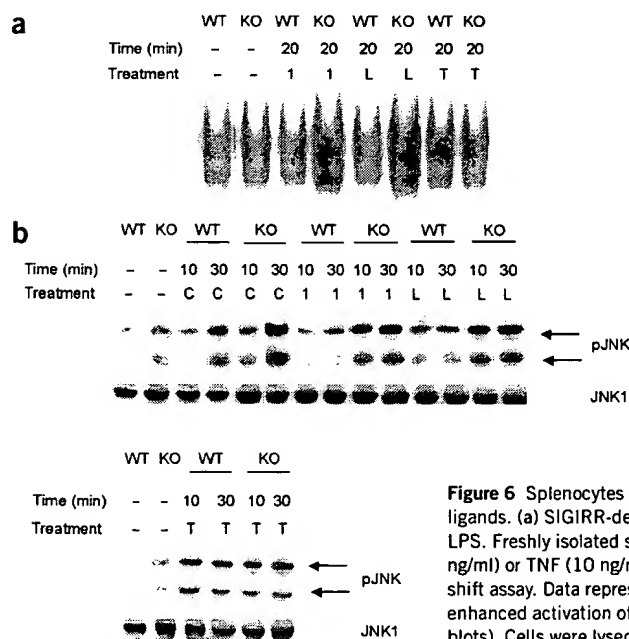 a
WT KO WT KO WT KO WT KO
Time (min) 20 20 20 20 20 20
Treatment – – 1 1 L L T T
b
WT KO WT KO WT KO WT KO
Time (min) – – 10 30 10 30 10 30 10 30 10 30 10 30
Treatment – – C C C C 1 1 1 1 L L L L
pJNK
JNK1
WT KO WT KO
Time (min) – – 10 30 10 30
Treatment – – T T T T
pJNK
JNK1
Figure 6 Splenocytes
ligands. (a) SIGIRR-de
LPS. Freshly isolated s
ng/ml) or TNF (10 ng/m
shift assay. Data repres
enhanced activation of
blots). Cells were lysed